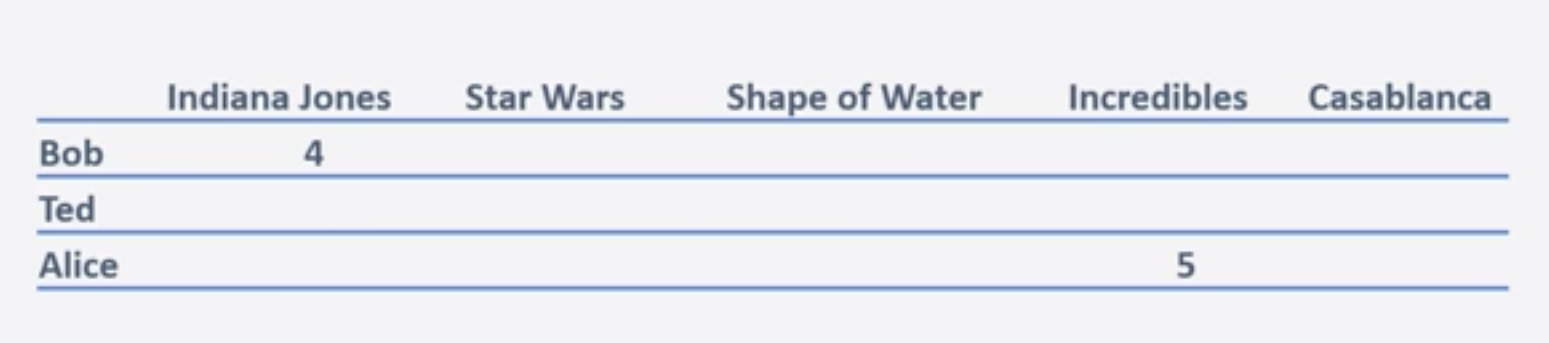 Indiana Jones Star Wars Shape of Water Incredibles Casablanca
Bob 4
Ted
Alice 5